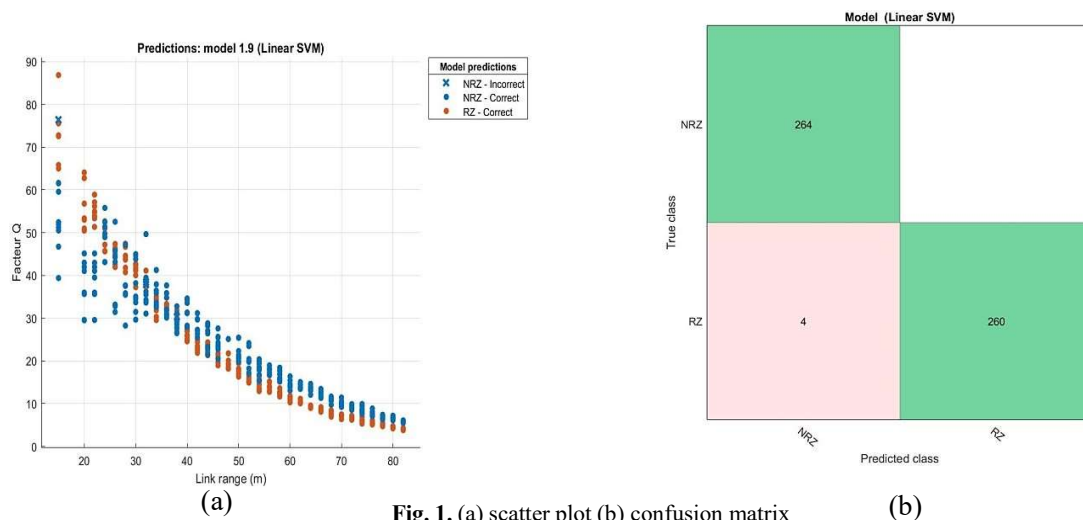 Predictions: model 1.9 (Linear SVM)
Model predictions
NRZ - Incorrect
NRZ - Correct
RZ - Correct
90
80
70
60
50
40
30
20
10
0
Facteur Q
20 30 40 50 60 70 80
Link range (m)
(a)
Model (Linear SVM)
NRZ
264
True class
RZ
4 260
NRZ RZ
Predicted class
(b)
Fig. 1. (a) scatter plot (b) confusion matrix